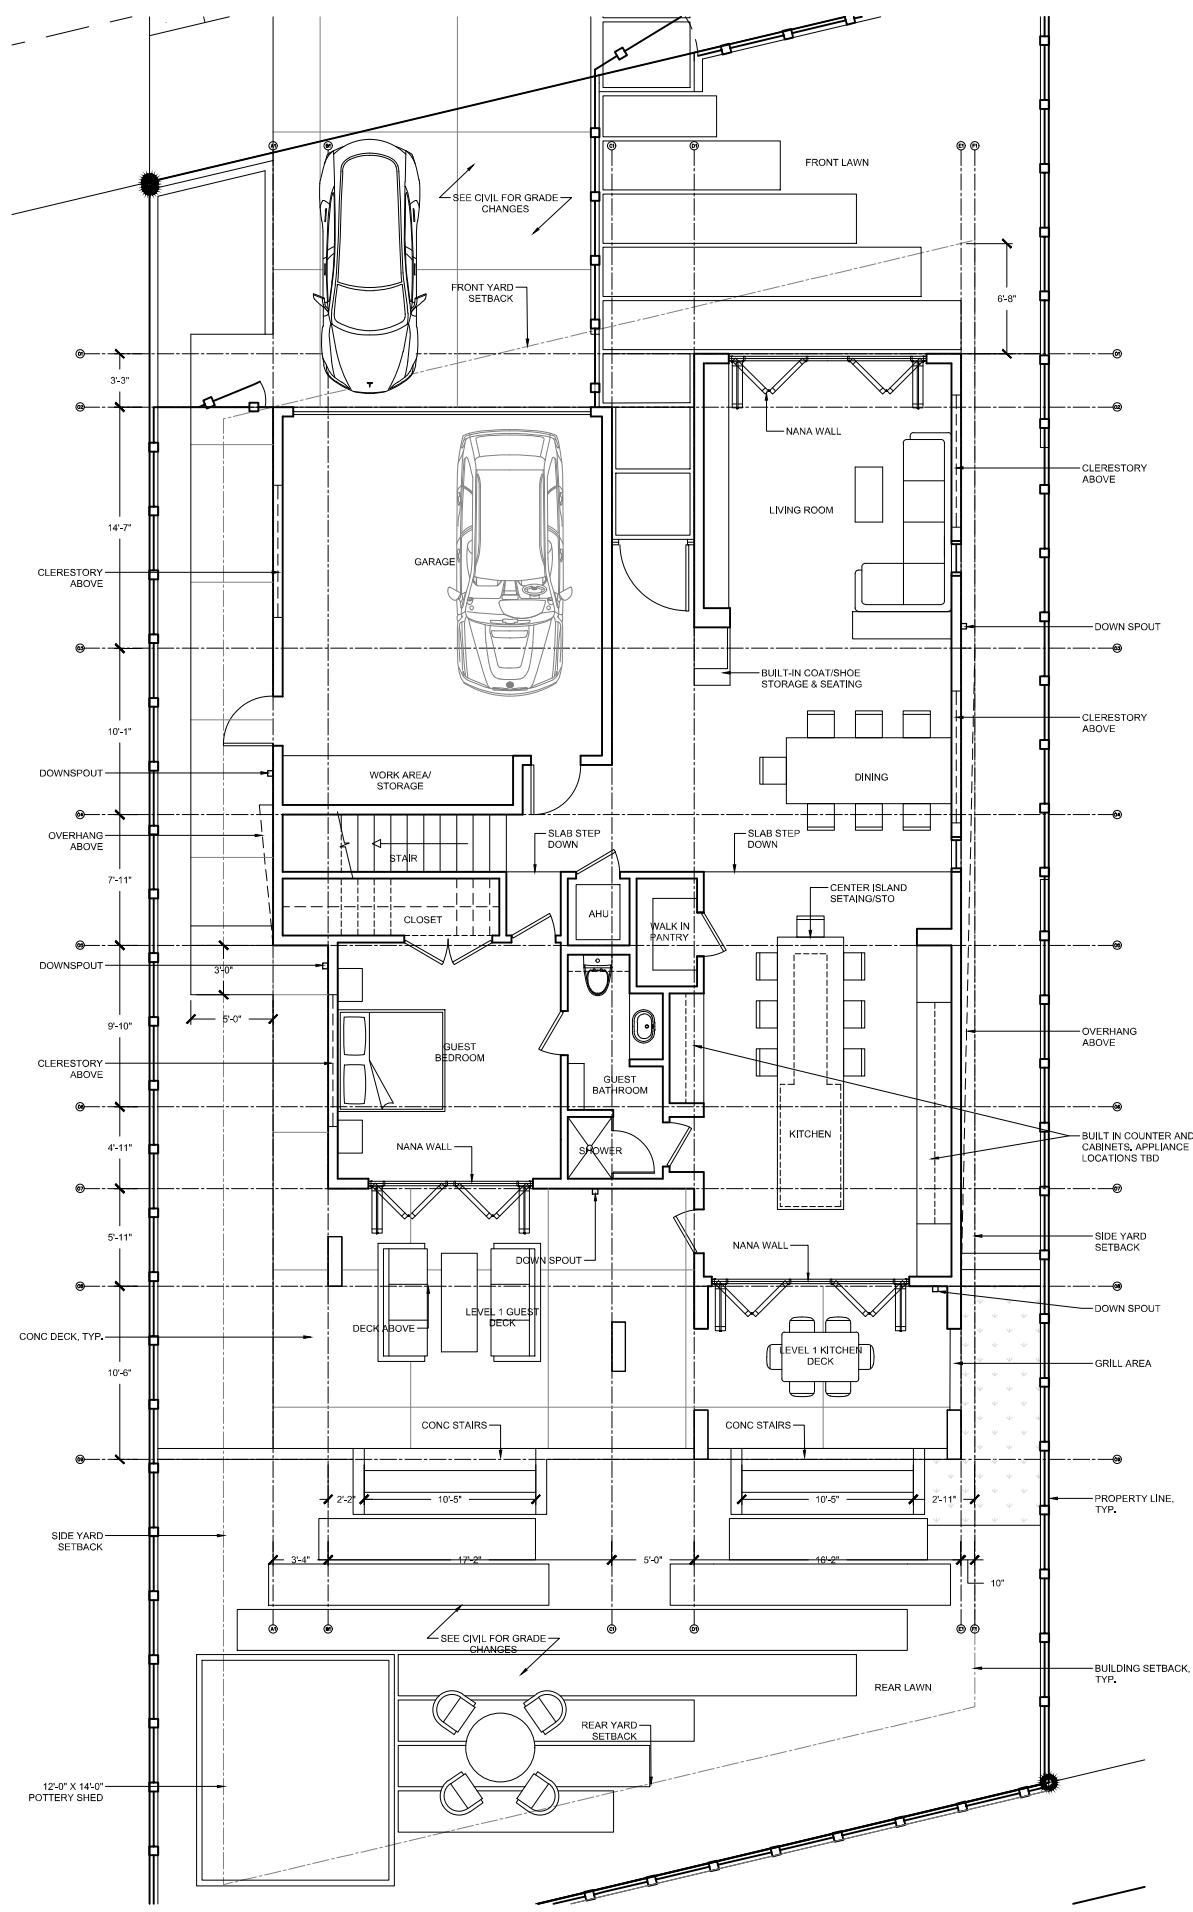 FRONT LAWN
SEE CIVIL FOR GRADE
CHANGES
FRONT YARD
SETBACK
6'-8"
3'-3"
NANA WALL
CLERESTORY
ABOVE
LIVING ROOM
14'-7"
GARAGE
CLERESTORY
ABOVE
DOWN SPOUT
BUILT-IN COAT/SHOE
STORAGE & SEATING
CLERESTORY
ABOVE
10'-1"
DOWNSPOUT
WORK AREA/
STORAGE
DINING
OVERHANG
ABOVE
SLAB STEP
DOWN
SLAB STEP
DOWN
STAIR
7'-11"
CENTER ISLAND
SETAING/STO
CLOSET
AHU
WALK IN
PANTRY
DOWNSPOUT
3'-0"
5'-0"
9'-10"
OVERHANG
ABOVE
GUEST
BEDROOM
CLERESTORY
ABOVE
GUEST
BATHROOM
KITCHEN
BUILT IN COUNTER AND
CABINETS, APPLIANCE
LOCATIONS TBD
4'-11"
NANA WALL
SHOWER
5'-11"
SIDE YARD
SETBACK
NANA WALL
DOWN SPOUT
LEVEL 1 GUEST
DECK
DECK ABOVE
DOWN SPOUT
CONC DECK, TYP.
LEVEL 1 KITCHEN
DECK
GRILL AREA
10'-6"
CONC STAIRS
CONC STAIRS
2'-2"
10'-5"
10'-5"
2'-11"
PROPERTY LINE,
TYP.
SIDE YARD
SETBACK
3'-4"
17'-2"
5'-0"
16'-2"
10"
SEE CIVIL FOR GRADE
CHANGES
BUILDING SETBACK,
TYP.
REAR LAWN
REAR YARD
SETBACK
12'-0" X 14'-0"
POTTERY SHED